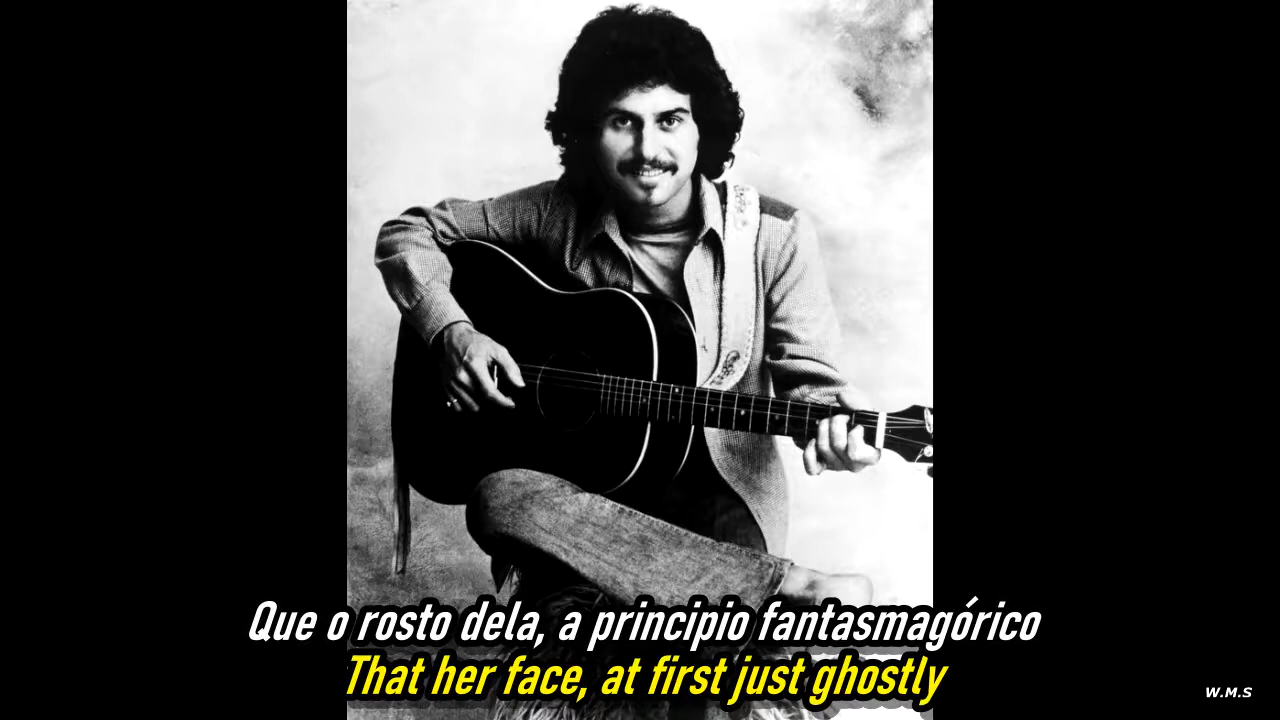 Que o rosto dela, a principio fantasmagórico
That her face, at first just ghostly
W.M.S